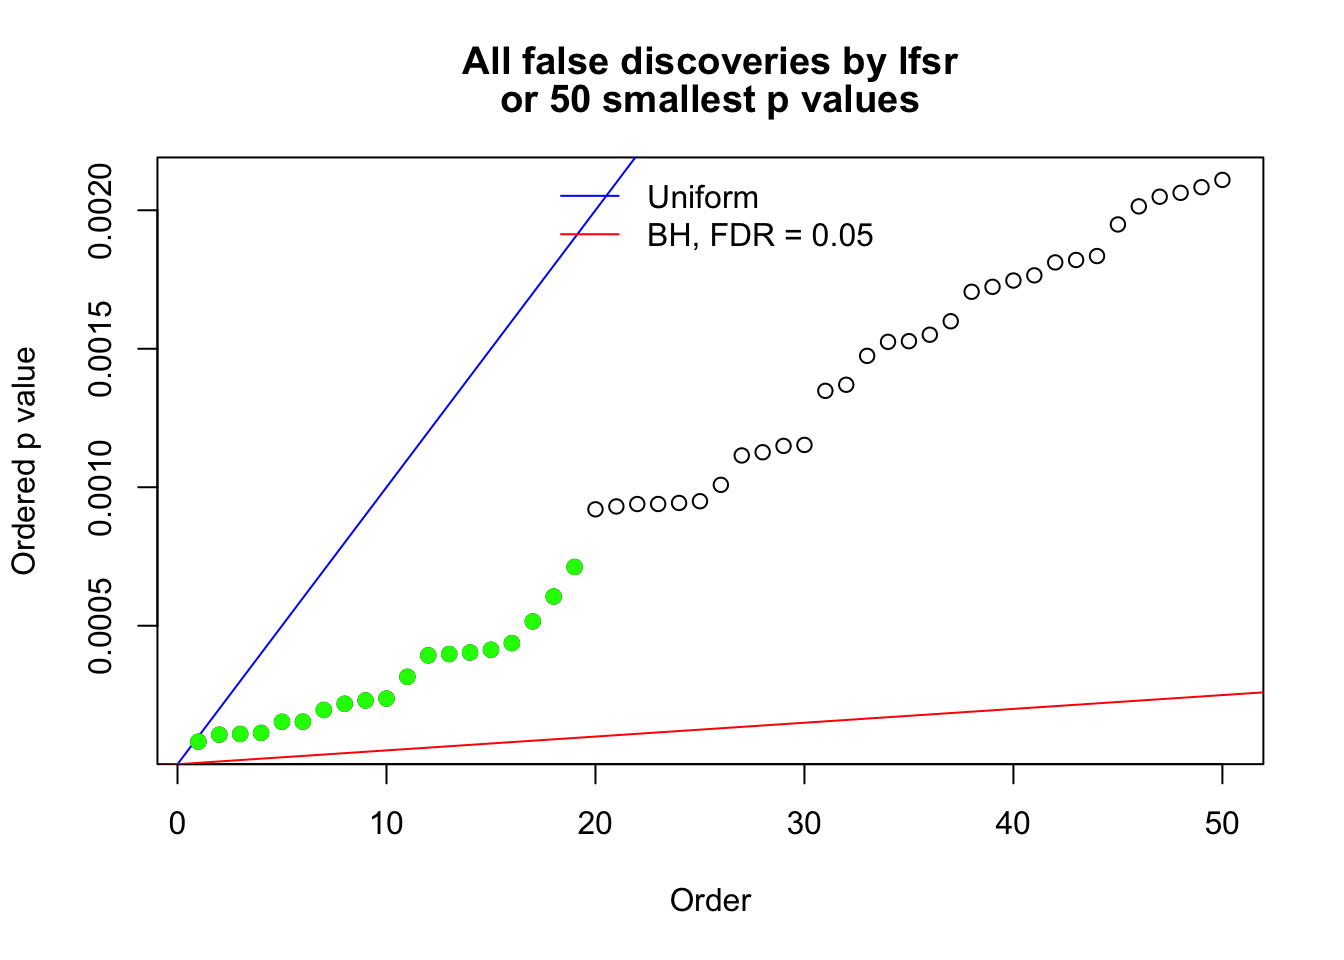 All false discoveries by lfsr
or 50 smallest p values
Uniform
BH, FDR = 0.05
Ordered p value
0.0020
0.0015
0.0010
0.0005
0 10 20 30 40 50
Order